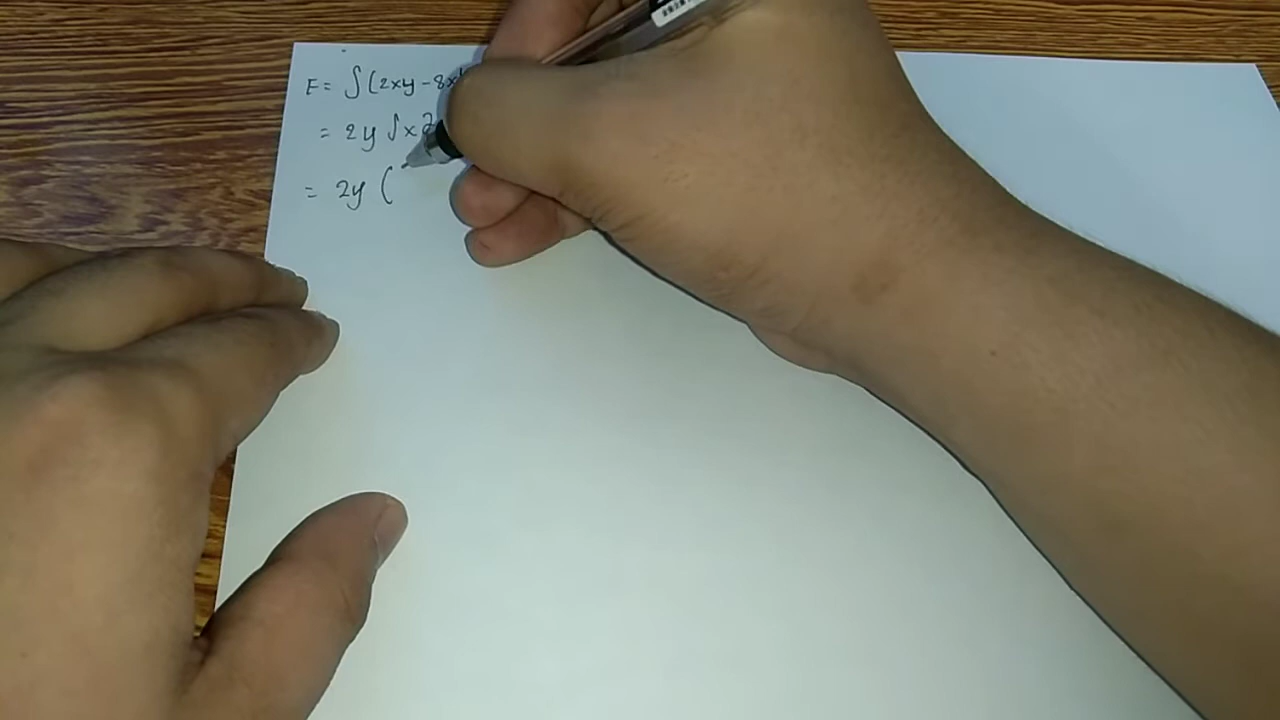 F = ∫(2xy - 8x
= 2y ∫x
= 2y (